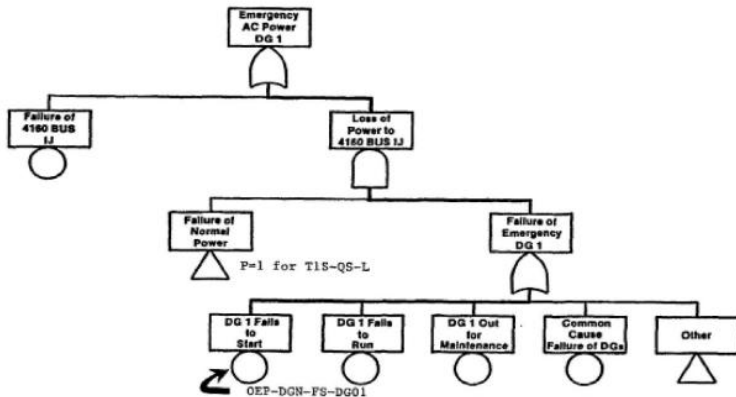 Emergency
AC Power
DG 1
Failure of
4160 BUS
IJ
Loss of
Power to
4160 BUS IJ
Failure of
Normal
Power
P=1 for T1S-QS-L
Failure of
Emergency
DG 1
DG 1 Fails
to
Start
DG 1 Fails
to
Run
DG 1 Out
for
Maintenance
Common
Cause
Failure of DGs
Other
OEP-DGN-FS-DG01